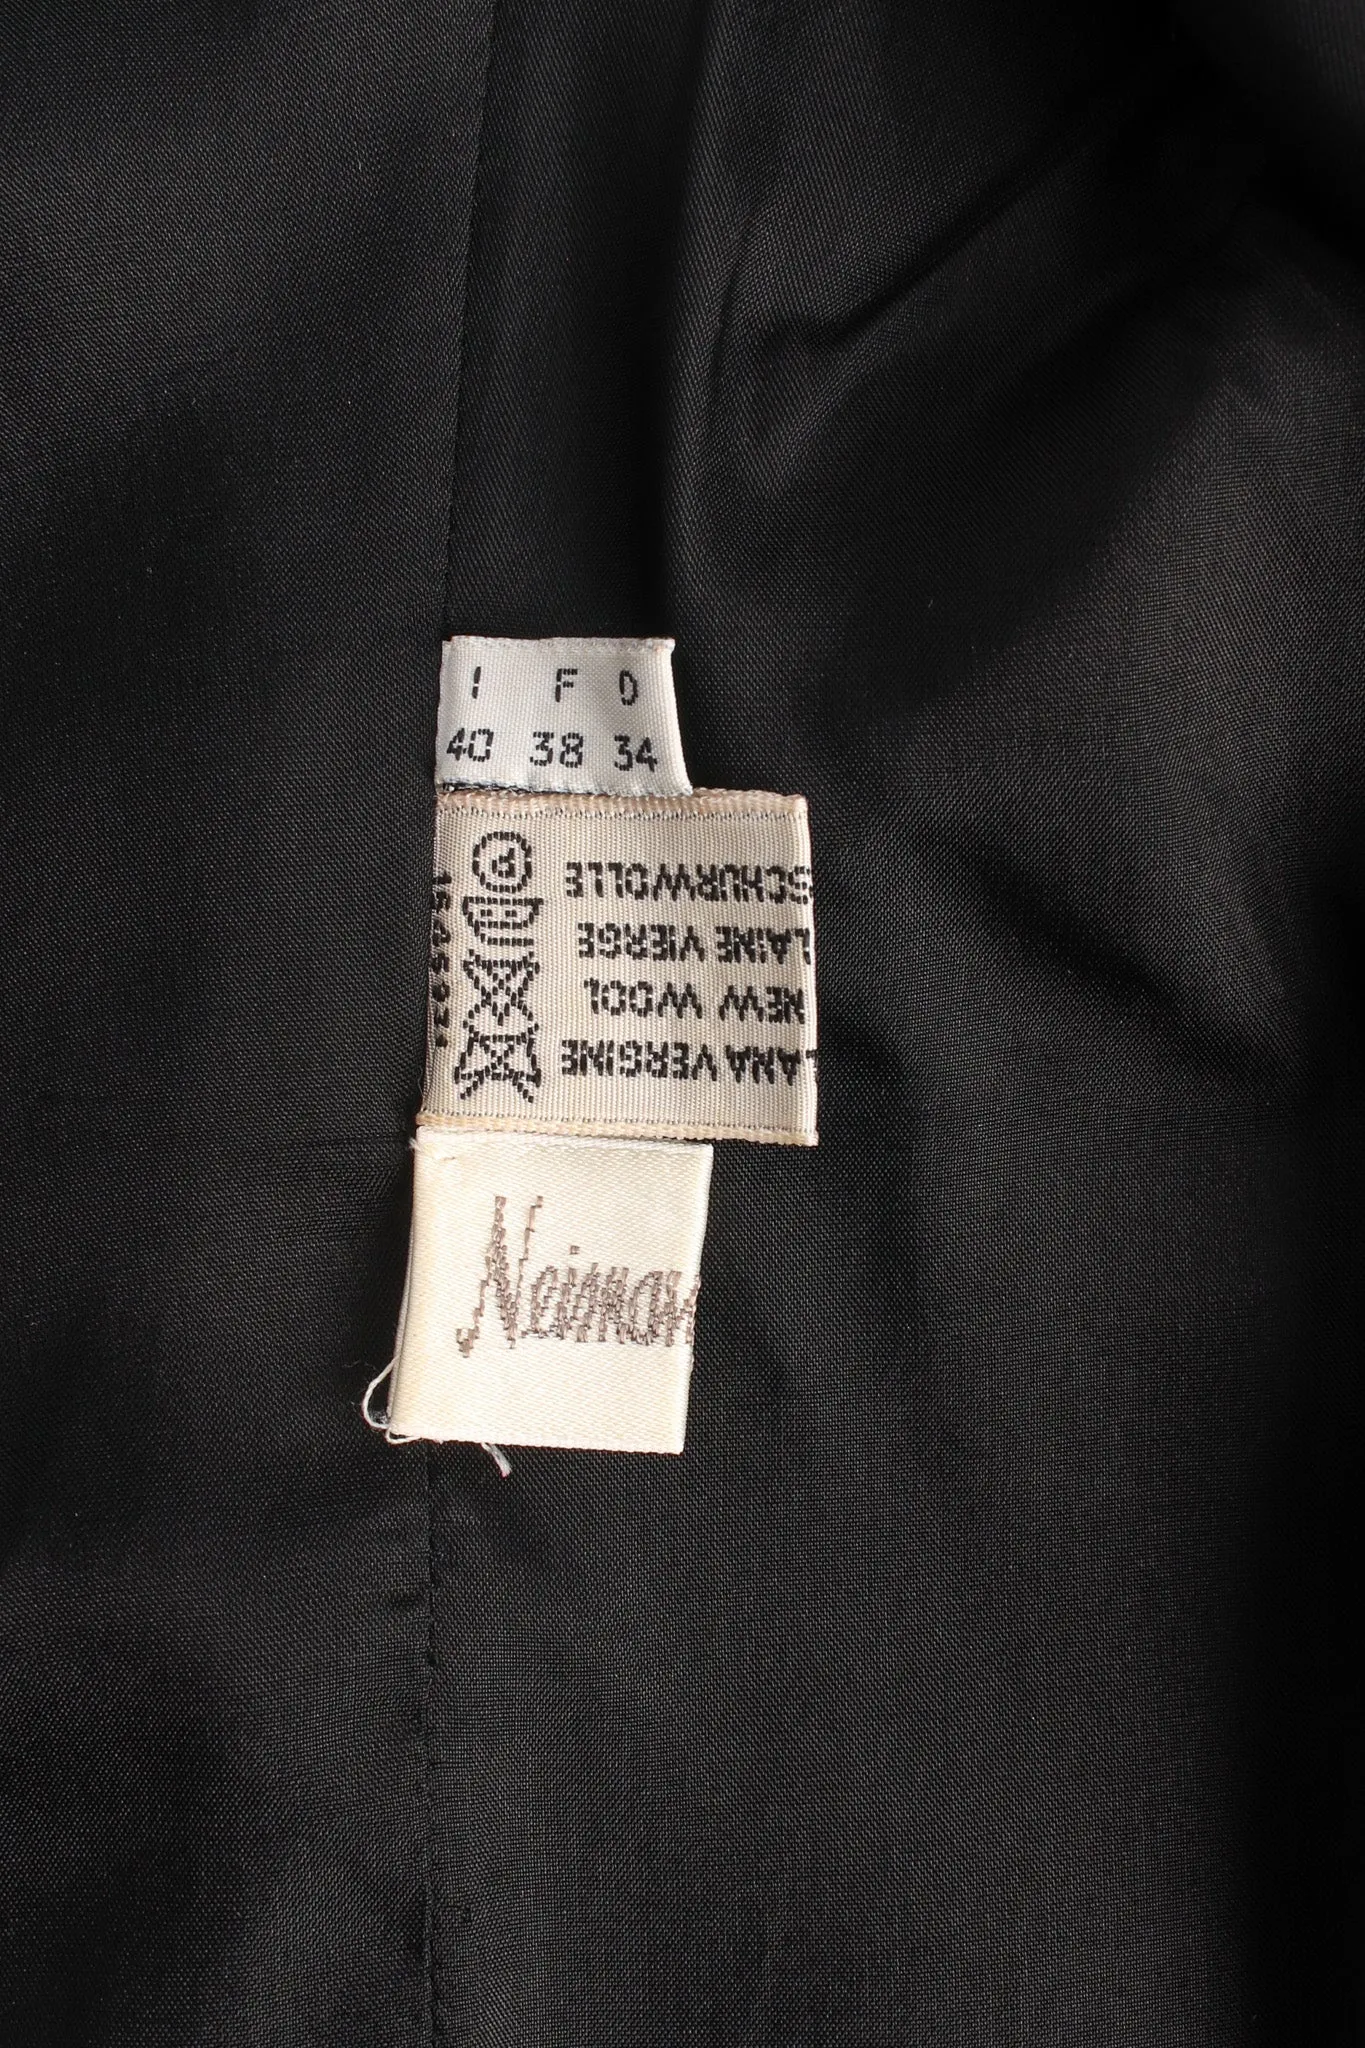 I F D
40 38 34
LANA VERGINE
NEW WOOL
LAINE VIERGE
SCHURWOLLE
P
Neiman